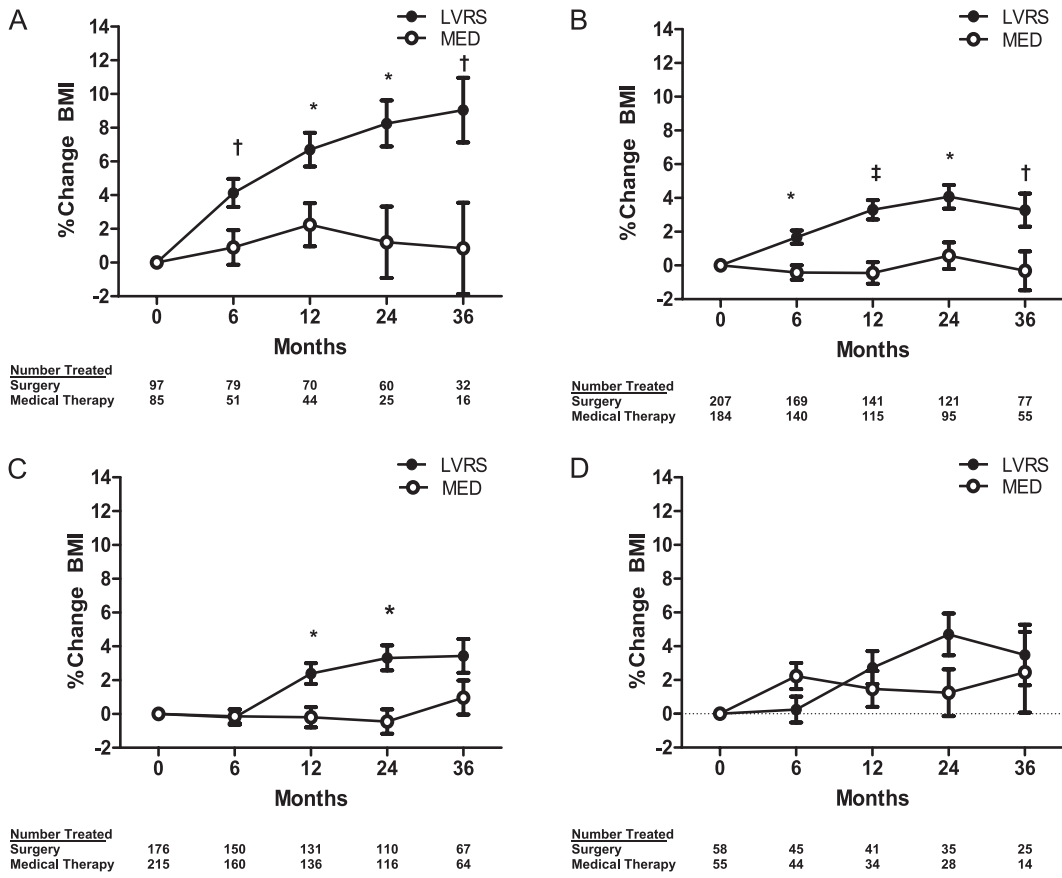 A
LVRS
MED
14
12
10
8
6
4
2
0
-2
%Change BMI
†
*
*
†
0 6 12 24 36
Months
Number Treated
Surgery 97 79 70 60 32
Medical Therapy 85 51 44 25 16
B
LVRS
MED
14
12
10
8
6
4
2
0
-2
%Change BMI
*
‡
*
†
0 6 12 24 36
Months
Number Treated
Surgery 207 169 141 121 77
Medical Therapy 184 140 115 95 55
C
LVRS
MED
14
12
10
8
6
4
2
0
-2
%Change BMI
*
*
0 6 12 24 36
Months
Number Treated
Surgery 176 150 131 110 67
Medical Therapy 215 160 136 116 64
D
LVRS
MED
14
12
10
8
6
4
2
0
-2
%Change BMI
0 6 12 24 36
Months
Number Treated
Surgery 58 45 41 35 25
Medical Therapy 55 44 34 28 14